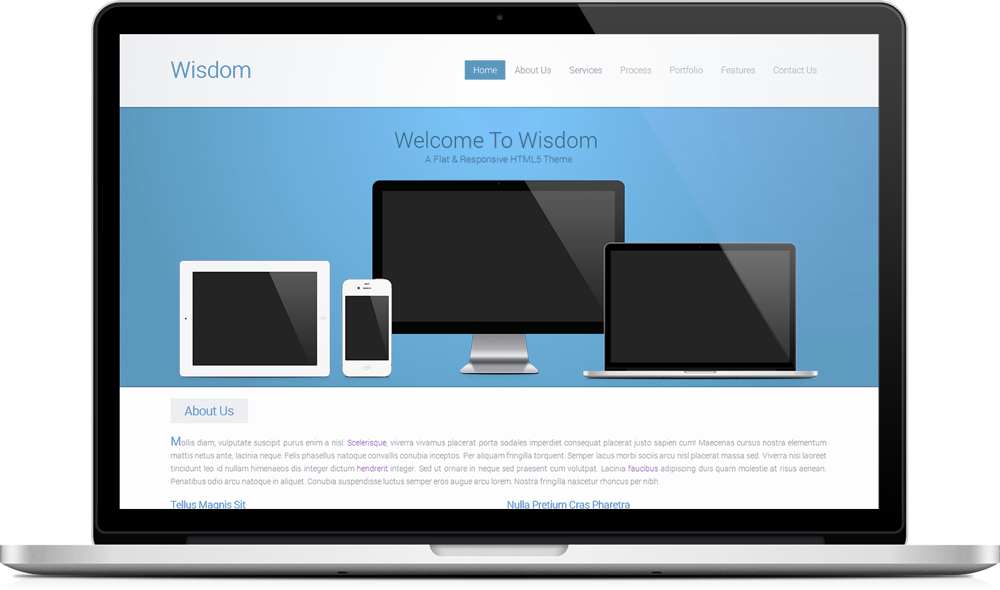 Wisdom
Home About Us Services Process Portfolio Features Contact Us
Welcome To Wisdom
A Flat & Responsive HTML5 Theme
About Us
Mollis diam, vulputate suscipit purus enim a nisl. Scelerisque, viverra vivamus placerat porta sodales imperdiet consequat placerat justo sapien cum! Maecenas cursus nostra elementum
mattis netus ante, lacinia neque. Felis phasellus natoque convallis conubia inceptos. Per aliquam fringilla torquent. Semper lacus morbi sociis arcu nisl placerat massa sed. Viverra nisi laoreet
tincidunt leo id nullam himenaeos dis integer dictum hendrerit integer. Sed ut ornare in neque sed praesent cum volutpat. Lacinia faucibus adipiscing duis quam molestie at risus aenean.
Penatibus odio arcu natoque in aliquet. Conubia suspendisse luctus semper eros augue arcu lorem. Nostra fringilla nascetur rhoncus per nibh.
Tellus Magnis Sit Nulla Pretium Cras Pharetra